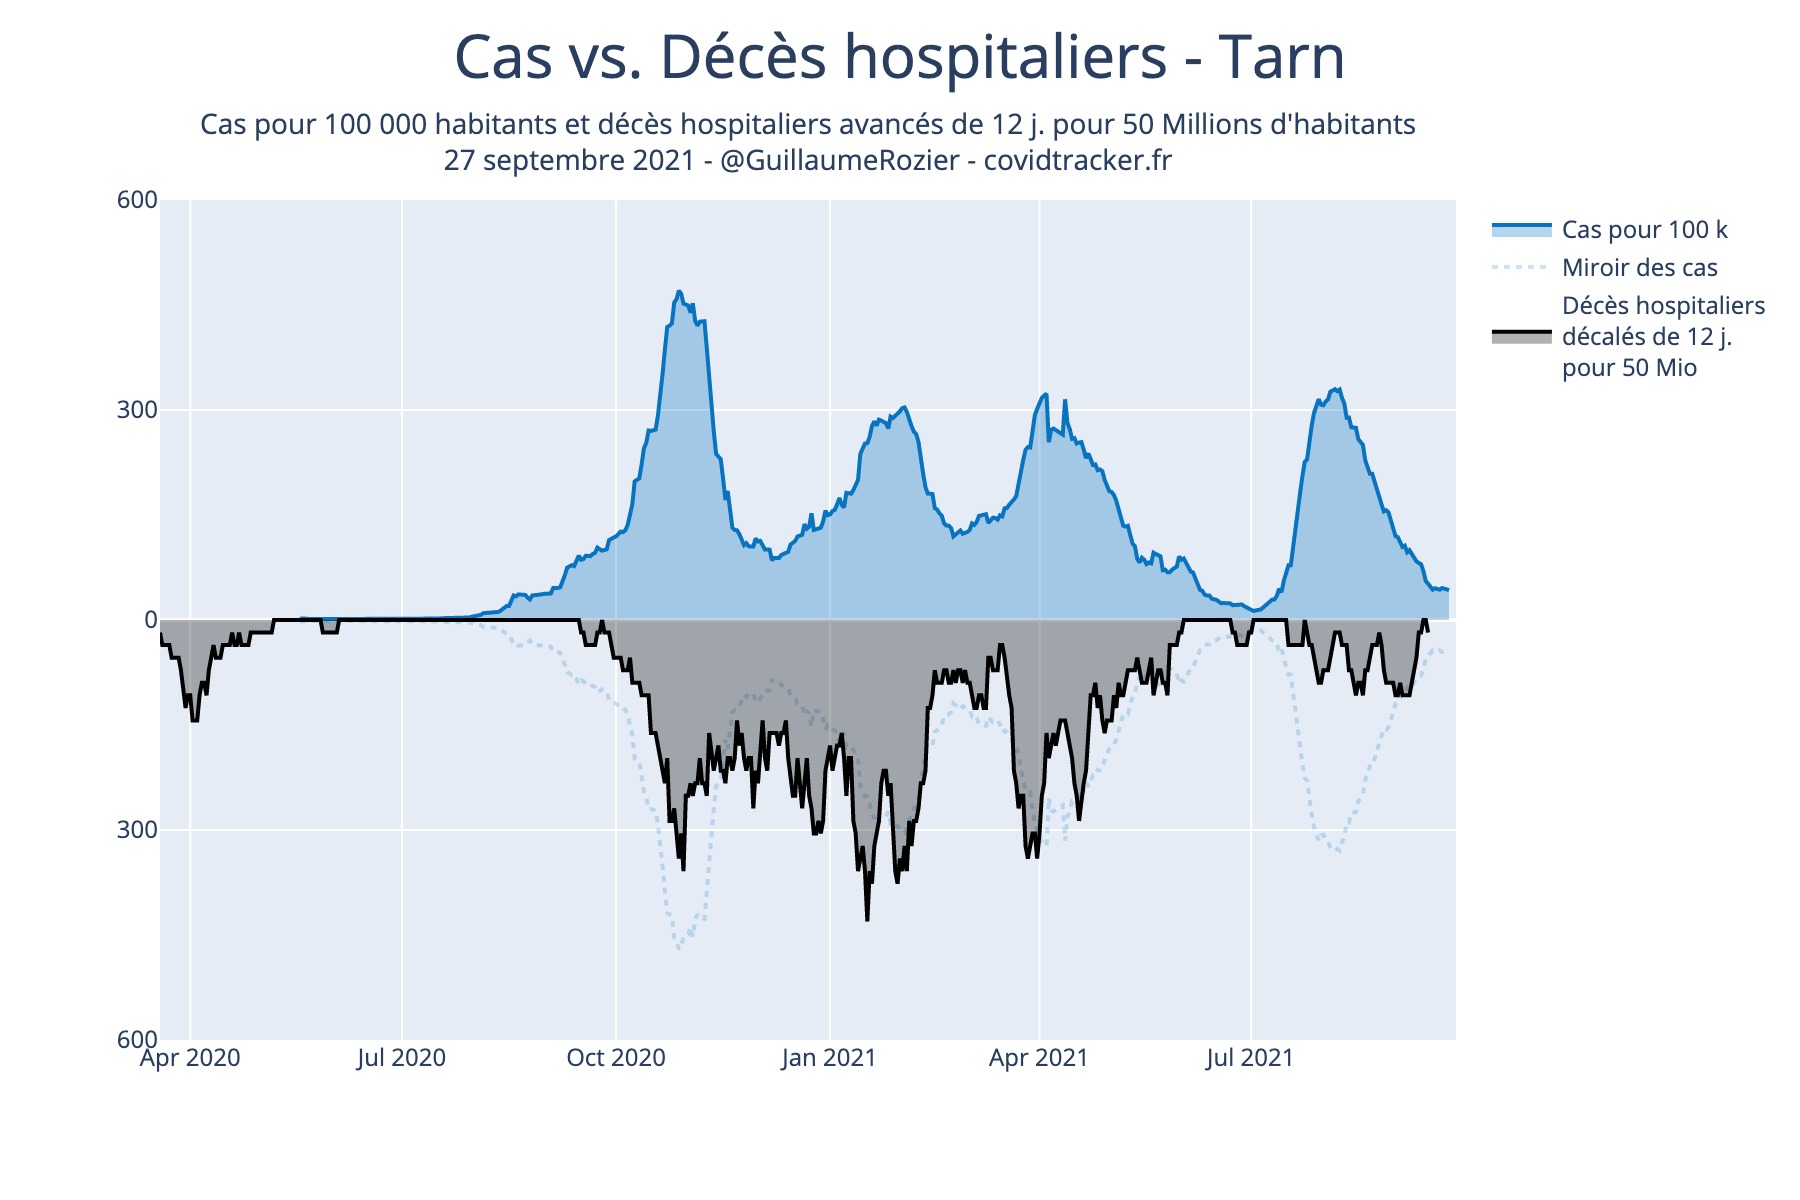 Cas vs. Décès hospitaliers - Tarn
Cas pour 100 000 habitants et décès hospitaliers avancés de 12 j. pour 50 Millions d'habitants
27 septembre 2021 - @GuillaumeRozier - covidtracker.fr
600
300
0
300
600
Apr 2020
Jul 2020
Oct 2020
Jan 2021
Apr 2021
Jul 2021
Cas pour 100 k
Miroir des cas
Décès hospitaliers
décalés de 12 j.
pour 50 Mio